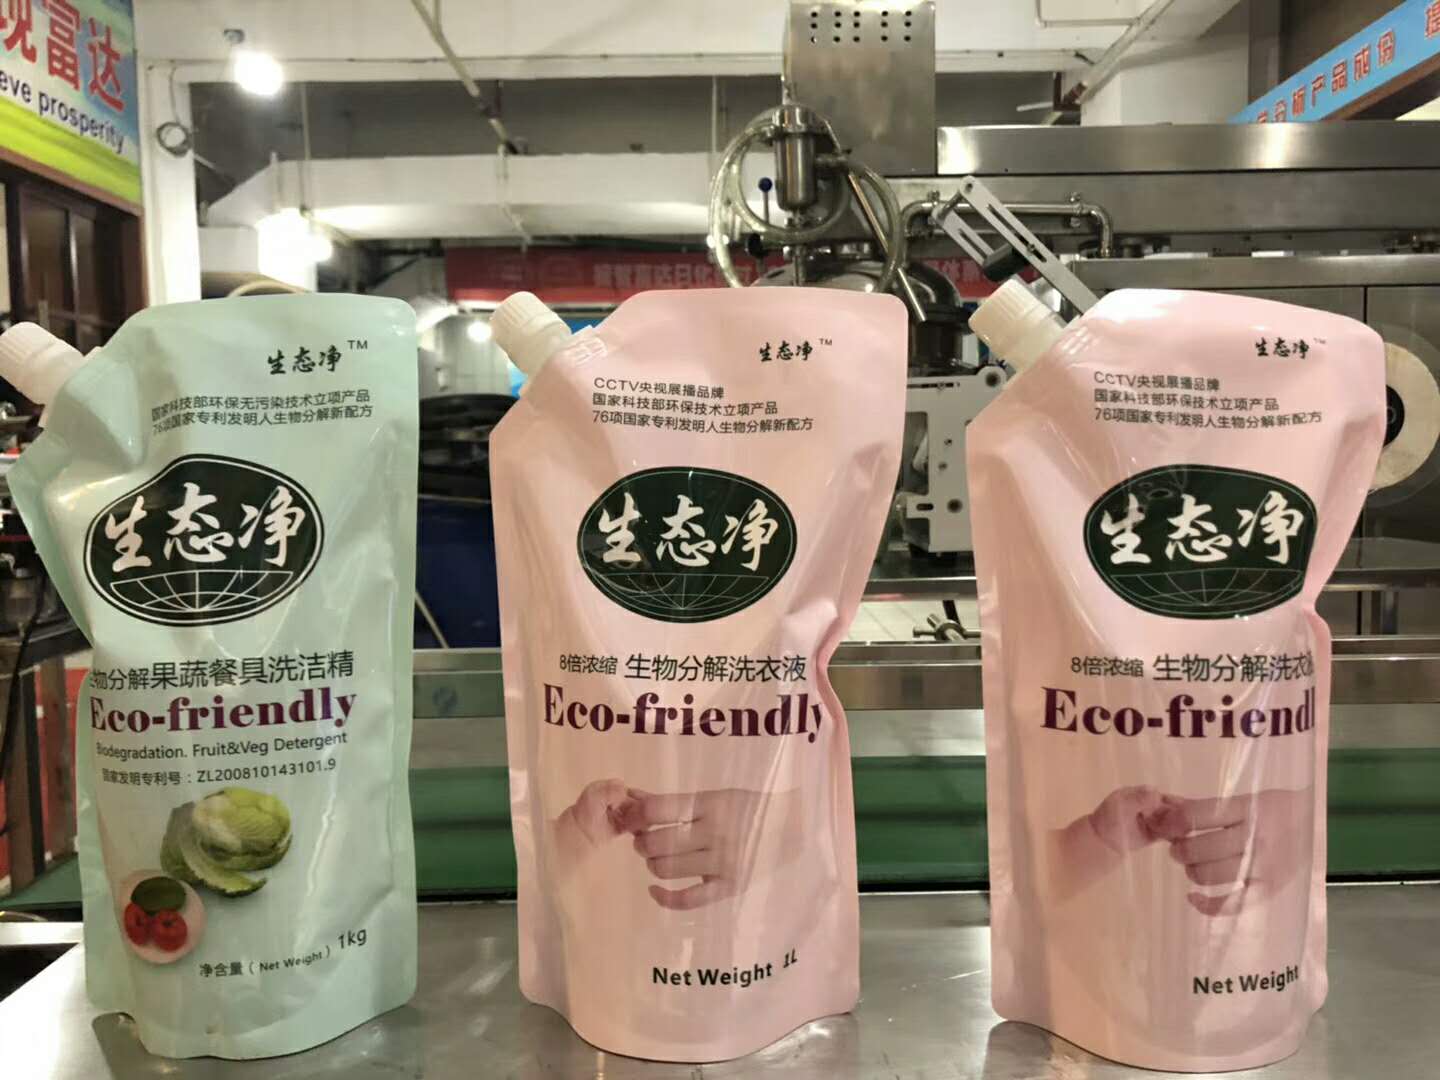 现富达
eve prosperity
分析产品成份
生态净™
国家科技部环保无污染技术立项产品
76项国家专利发明人生物分解新配方
生态净
物分解果蔬餐具洗洁精
Eco-friendly
Biodegradation. Fruit&Veg Detergent
国家发明专利号：ZL200810143101.9
净含量（Net Weight）1kg
生态净™
CCTV央视展播品牌
国家科技部环保技术立项产品
76项国家专利发明人生物分解新配方
生态净
8倍浓缩 生物分解洗衣液
Eco-friendly
Net Weight 1L
生态净™
CCTV央视展播品牌
国家科技部环保技术立项产品
76项国家专利发明人生物分解新配方
生态净
8倍浓缩 生物分解洗衣液
Eco-friendl
Net Weight